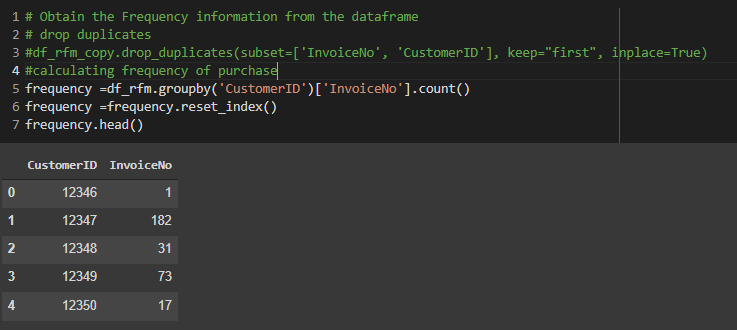 1 # Obtain the Frequency information from the dataframe
2 # drop duplicates
3 #df_rfm_copy.drop_duplicates(subset=['InvoiceNo', 'CustomerID'], keep="first", inplace=True)
4 #calculating frequency of purchase
5 frequency =df_rfm.groupby('CustomerID')['InvoiceNo'].count()
6 frequency =frequency.reset_index()
7 frequency.head()
CustomerID InvoiceNo
0 12346 1
1 12347 182
2 12348 31
3 12349 73
4 12350 17